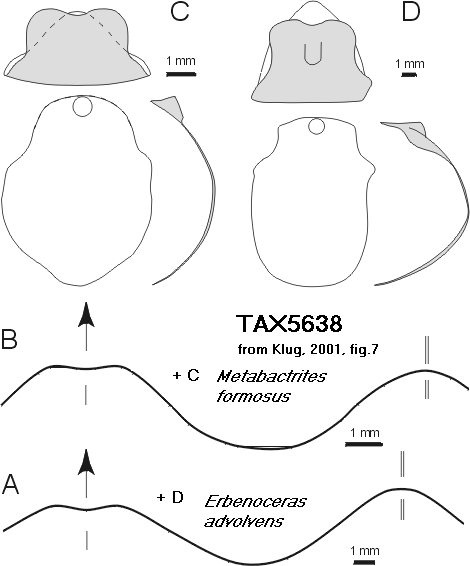 C
D
1 mm
1 mm
TAX5638
from Klug, 2001, fig.7
B
+ C Metabactrites
formosus
1 mm
A
+ D Erbenoceras
advolvens
1 mm